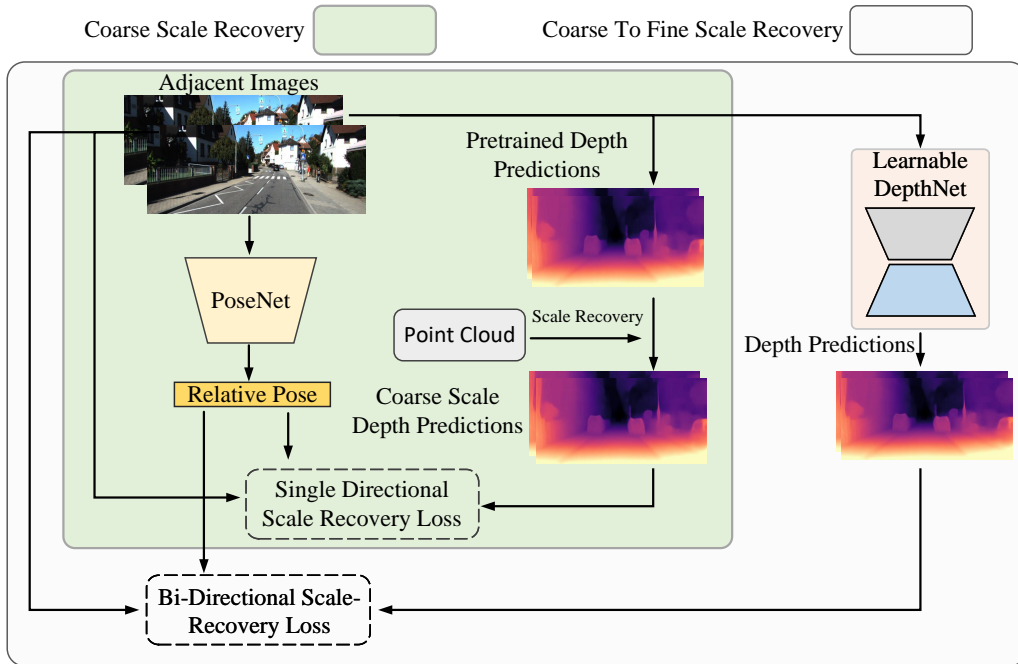 Coarse Scale Recovery
Coarse To Fine Scale Recovery
Adjacent Images
Pretrained Depth
Predictions
Learnable
DepthNet
PoseNet
Point Cloud
Scale Recovery
Depth Predictions
Relative Pose
Coarse Scale
Depth Predictions
Single Directional
Scale Recovery Loss
Bi-Directional Scale-
Recovery Loss